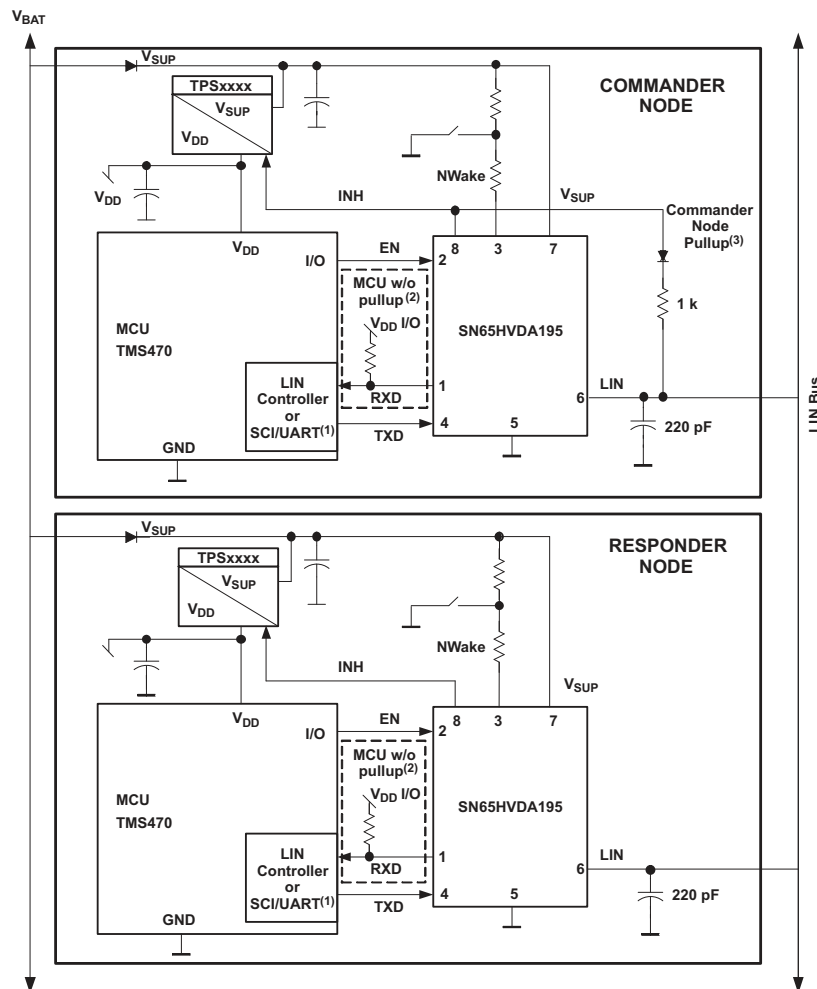 VBAT
VSUP
COMMANDER
NODE
TPSxxxx
VSUP
VDD
VDD
NWake
INH
VSUP
Commander
Node
Pullup(3)
VDD
8
3
7
I/O
EN
2
MCU w/o
pullup(2)
VDD I/O
1 k
MCU
TMS470
SN65HVDA195
LIN
Controller
or
SCI/UART(1)
1
RXD
6
LIN
4
TXD
5
220 pF
GND
LIN Bus
VSUP
RESPONDER
NODE
TPSxxxx
VSUP
VDD
NWake
INH
VSUP
VDD
8
3
7
I/O
EN
2
MCU w/o
pullup(2)
VDD I/O
MCU
TMS470
SN65HVDA195
LIN
Controller
or
SCI/UART(1)
1
RXD
6
LIN
4
TXD
5
220 pF
GND